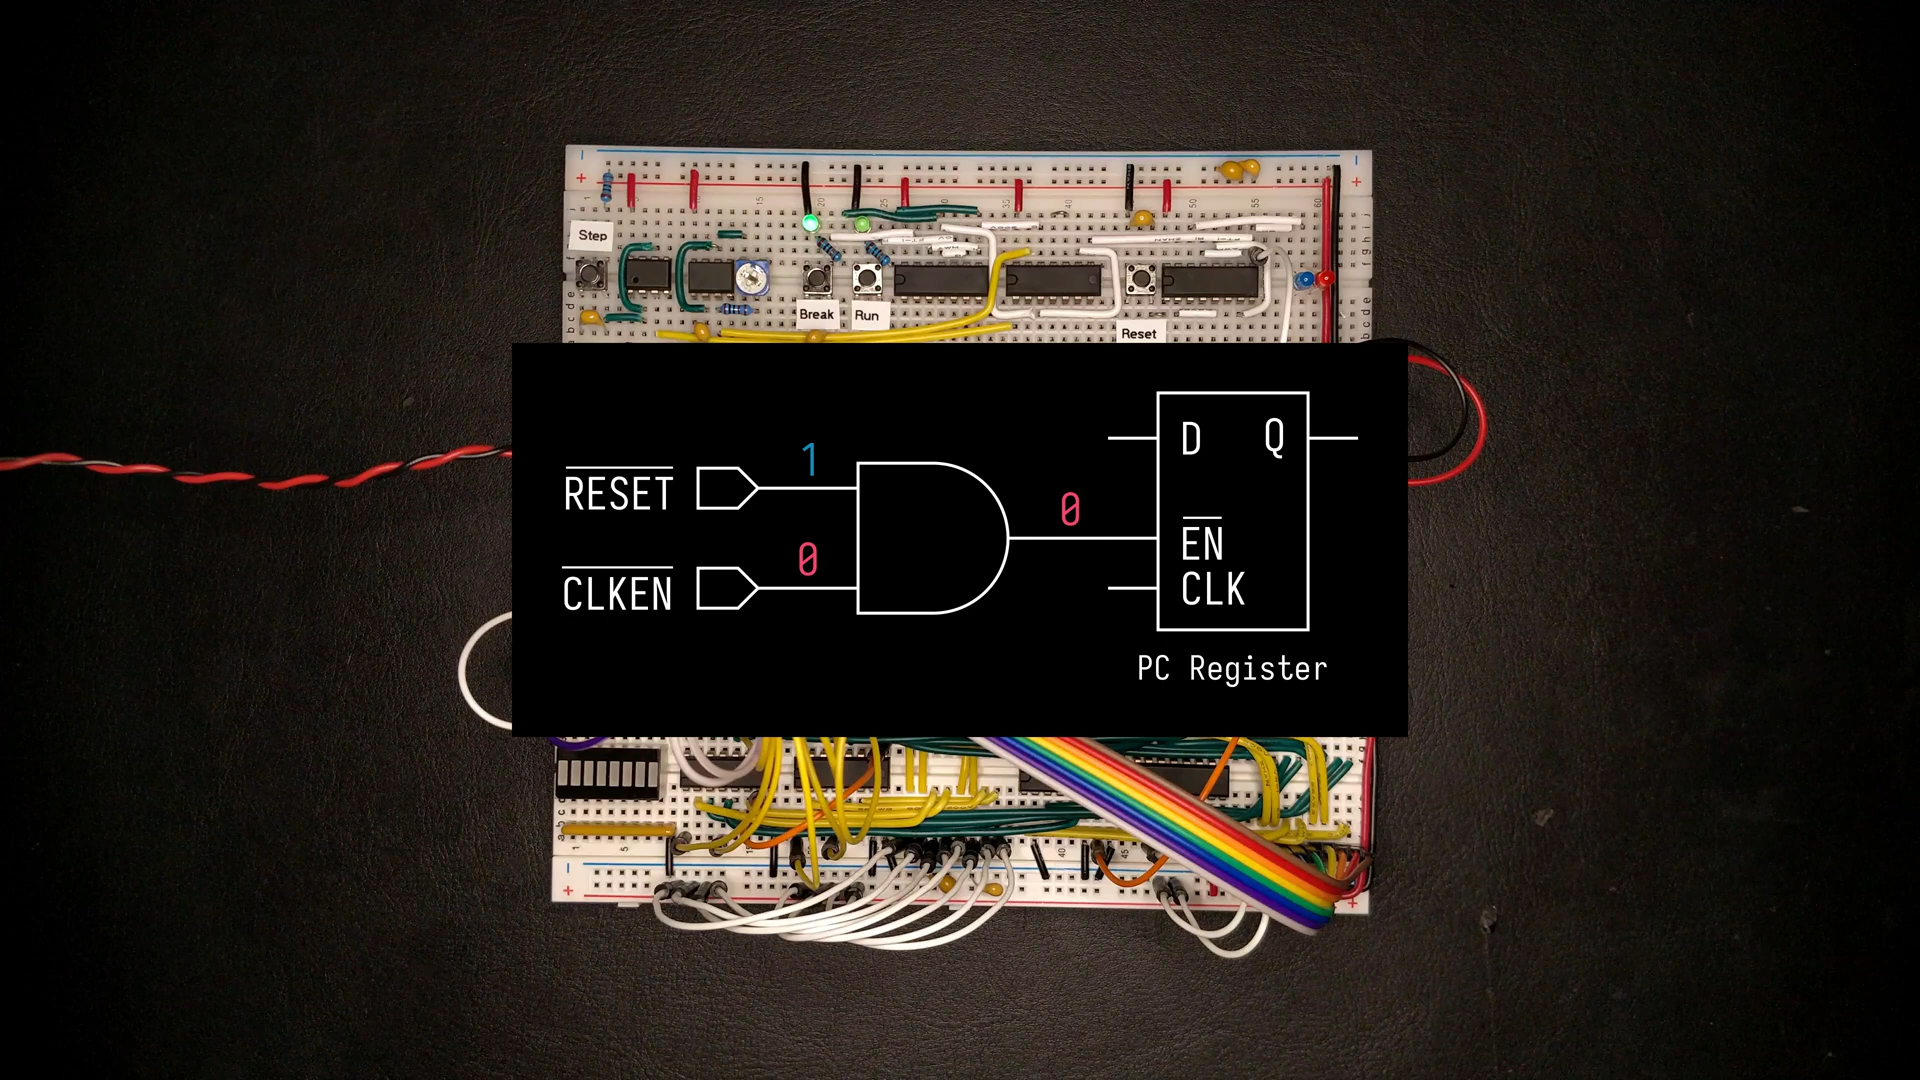 Step
Break
Run
Reset
1
D Q
RESET
0
EN
0
CLKEN
CLK
PC Register